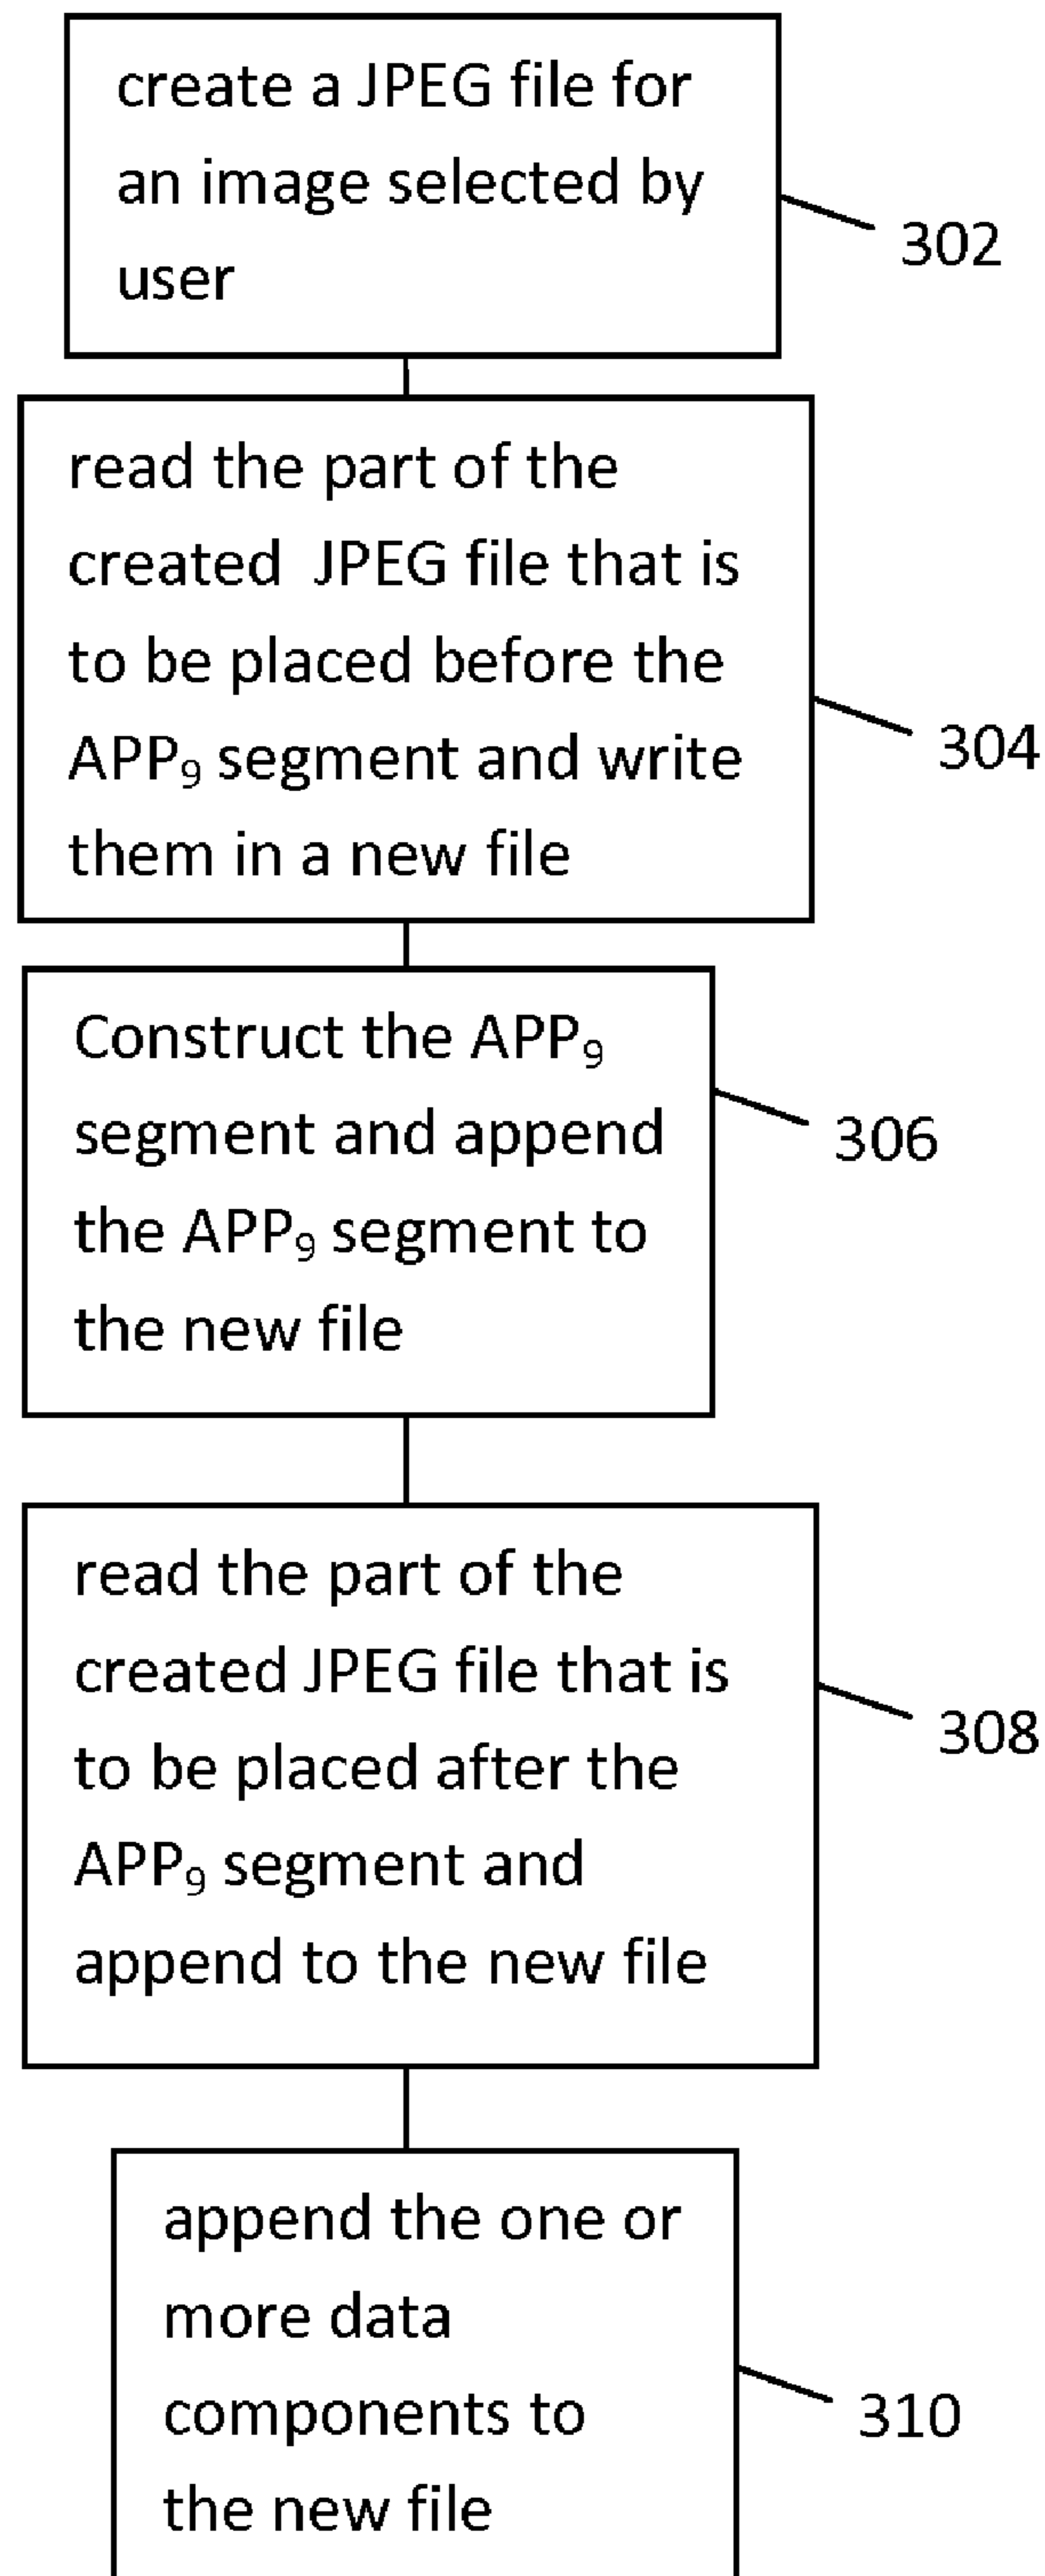 create a JPEG file for
an image selected by
user
302
read the part of the
created  JPEG file that is
to be placed before the
APP₉ segment and write
them in a new file
304
Construct the APP₉
segment and append
the APP₉ segment to
the new file
306
read the part of the
created JPEG file that is
to be placed after the
APP₉ segment and
append to the new file
308
append the one or
more data
components to
the new file
310